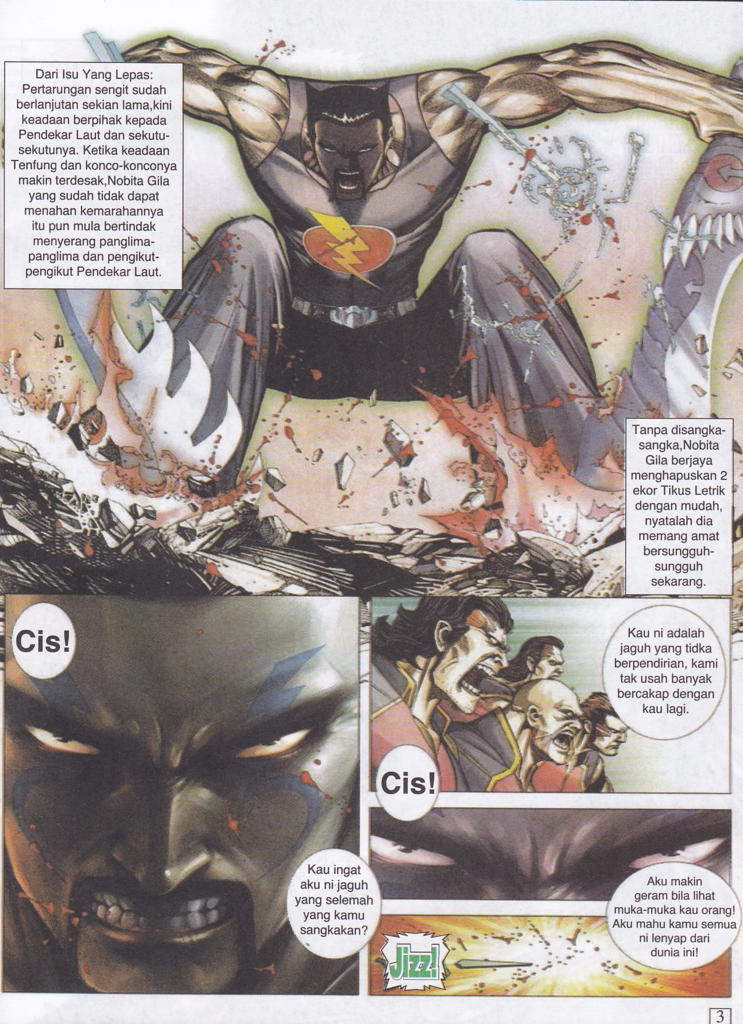 Dari Isu Yang Lepas:
Pertarungan sengit sudah
berlanjutan sekian lama,kini
keadaan berpihak kepada
Pendekar Laut dan sekutu-
sekutunya. Ketika keadaan
Tenfung dan konco-konconya
makin terdesak,Nobita Gila
yang sudah tidak dapat
menahan kemarahannya
itu pun mula bertindak
menyerang panglima-
panglima dan pengikut-
pengikut Pendekar Laut.
Tanpa disangka-
sangka,Nobita
Gila berjaya
menghapuskan 2
ekor Tikus Letrik
dengan mudah,
nyatalah dia
memang amat
bersungguh-
sungguh
sekarang.
Cis!
Kau ingat
aku ni jaguh
yang selemah
yang kamu
sangkakan?
Kau ni adalah
jaguh yang tidka
berpendirian, kami
tak usah banyak
bercakap dengan
kau lagi.
Cis!
Aku makin
geram bila lihat
muka-muka kau orang!
Aku mahu kamu semua
ni lenyap dari
dunia ini!
Jizz!
3